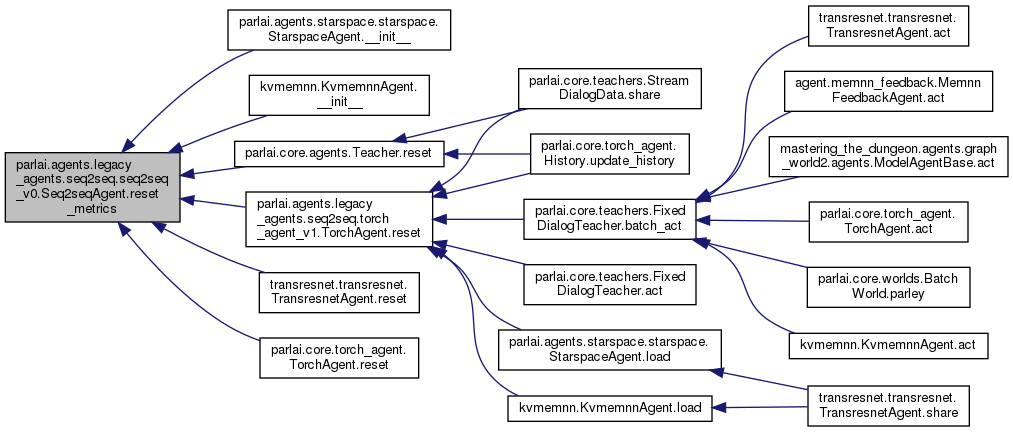 parlai.agents.legacy
_agents.seq2seq.seq2seq
_v0.Seq2seqAgent.reset
_metrics
parlai.agents.starspace.starspace.
StarspaceAgent.__init__
kvmemnn.KvmemnnAgent.
__init__
parlai.core.agents.Teacher.reset
parlai.agents.legacy
_agents.seq2seq.torch
_agent_v1.TorchAgent.reset
transresnet.transresnet.
TransresnetAgent.reset
parlai.core.torch_agent.
TorchAgent.reset
parlai.core.teachers.Stream
DialogData.share
parlai.core.torch_agent.
History.update_history
parlai.core.teachers.Fixed
DialogTeacher.batch_act
parlai.core.teachers.Fixed
DialogTeacher.act
parlai.agents.starspace.starspace.
StarspaceAgent.load
kvmemnn.KvmemnnAgent.load
transresnet.transresnet.
TransresnetAgent.act
agent.memnn_feedback.Memnn
FeedbackAgent.act
mastering_the_dungeon.agents.graph
_world2.agents.ModelAgentBase.act
parlai.core.torch_agent.
TorchAgent.act
parlai.core.worlds.Batch
World.parley
kvmemnn.KvmemnnAgent.act
transresnet.transresnet.
TransresnetAgent.share